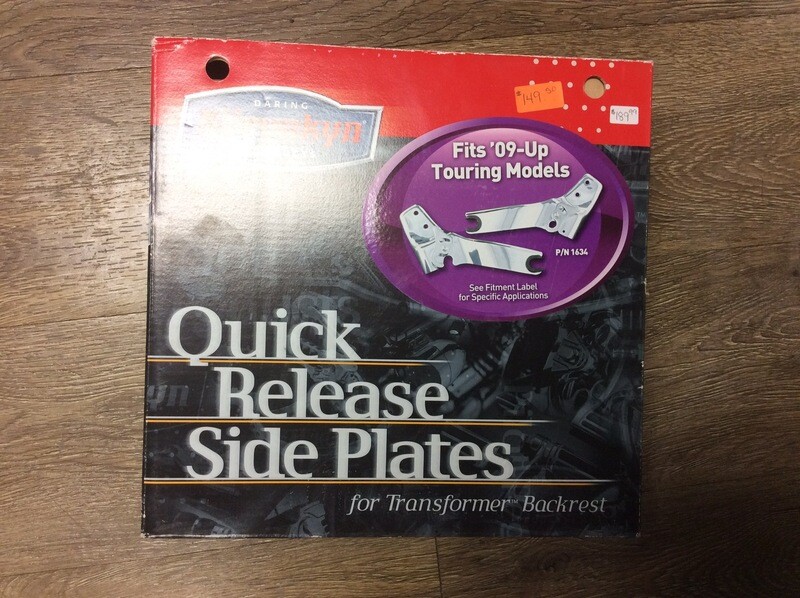 DARING
$149.50
$189.99
Fits '09-Up
Touring Models
P/N 1634
See Fitment Label
for Specific Applications
Quick
Release
Side Plates
for Transformer™ Backrest